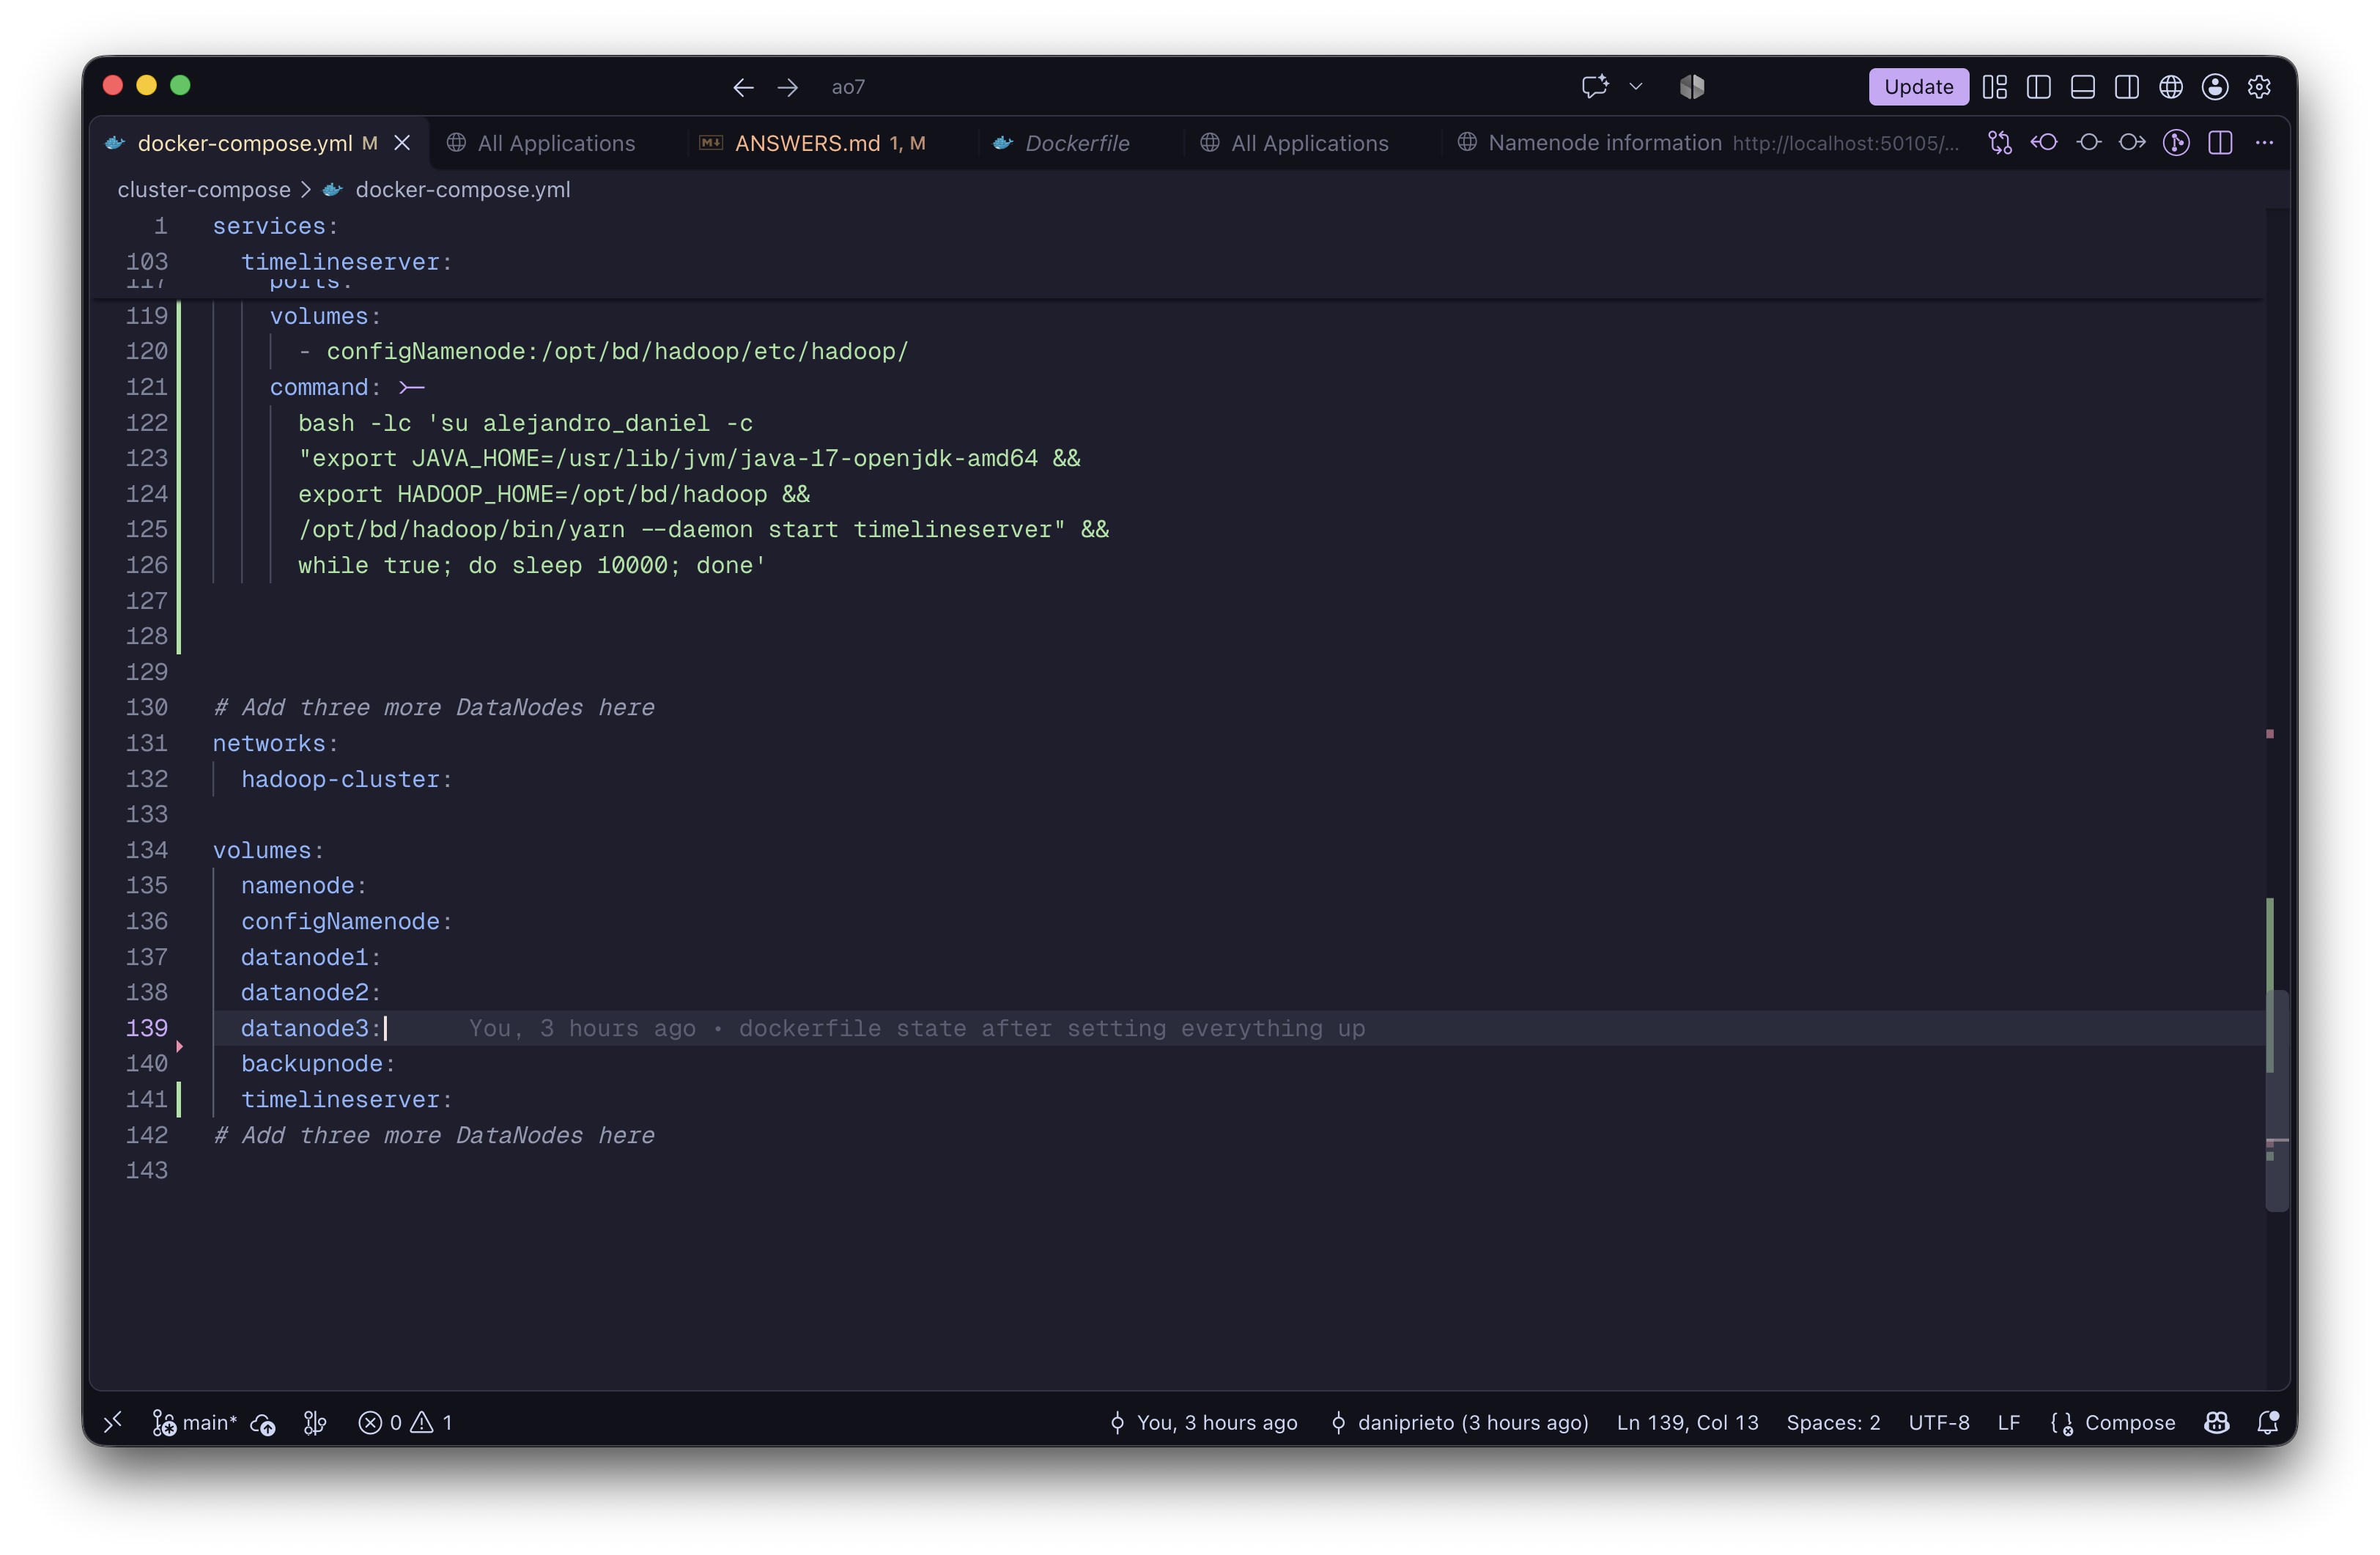 ao7
Update
docker-compose.yml M
All Applications
ANSWERS.md 1, M
Dockerfile
All Applications
Namenode information http://localhost:50105/...
cluster-compose > docker-compose.yml
1 services:
103 timelineserver:
117 ports:
119 volumes:
120 - configNamenode:/opt/bd/hadoop/etc/hadoop/
121 command: >-
122 bash -lc 'su alejandro_daniel -c
123 "export JAVA_HOME=/usr/lib/jvm/java-17-openjdk-amd64 &&
124 export HADOOP_HOME=/opt/bd/hadoop &&
125 /opt/bd/hadoop/bin/yarn --daemon start timelineserver" &&
126 while true; do sleep 10000; done'
127
128
129
130 # Add three more DataNodes here
131 networks:
132 hadoop-cluster:
133
134 volumes:
135 namenode:
136 configNamenode:
137 datanode1:
138 datanode2:
139 datanode3: You, 3 hours ago • dockerfile state after setting everything up
140 backupnode:
141 timelineserver:
142 # Add three more DataNodes here
143
main* 0 1 You, 3 hours ago daniprieto (3 hours ago) Ln 139, Col 13 Spaces: 2 UTF-8 LF Compose